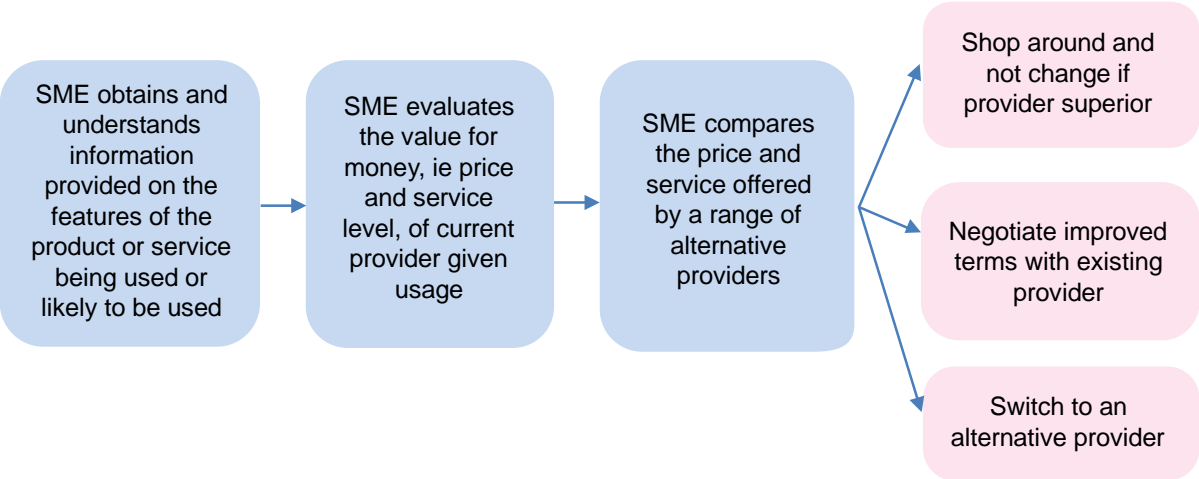 SME obtains and
understands
information
provided on the
features of the
product or service
being used or
likely to be used
SME evaluates
the value for
money, ie price
and service
level, of current
provider given
usage
SME compares
the price and
service offered
by a range of
alternative
providers
Shop around and
not change if
provider superior
Negotiate improved
terms with existing
provider
Switch to an
alternative provider